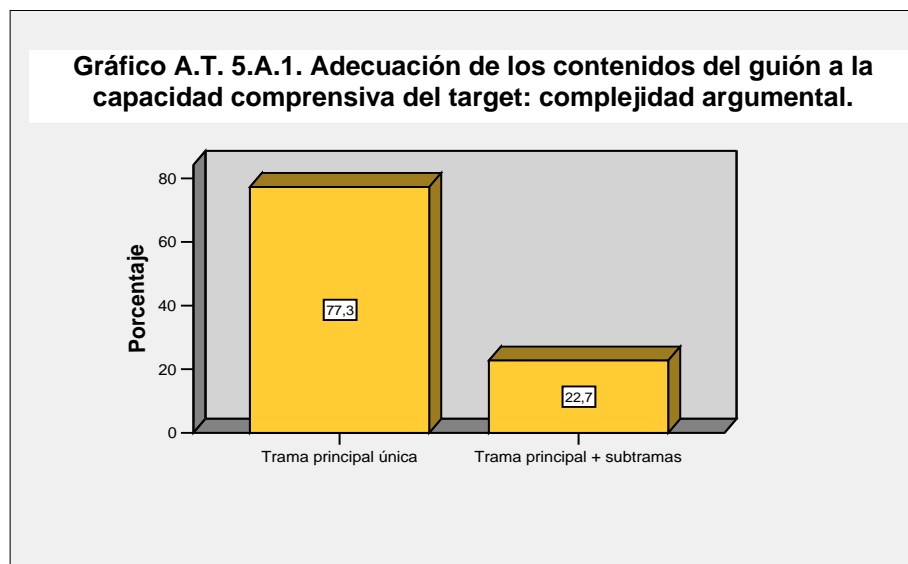 Gráfico A.T. 5.A.1. Adecuación de los contenidos del guión a la
capacidad comprensiva del target: complejidad argumental.
80
60
40
20
0
Porcentaje
77,3
22,7
Trama principal única
Trama principal + subtramas